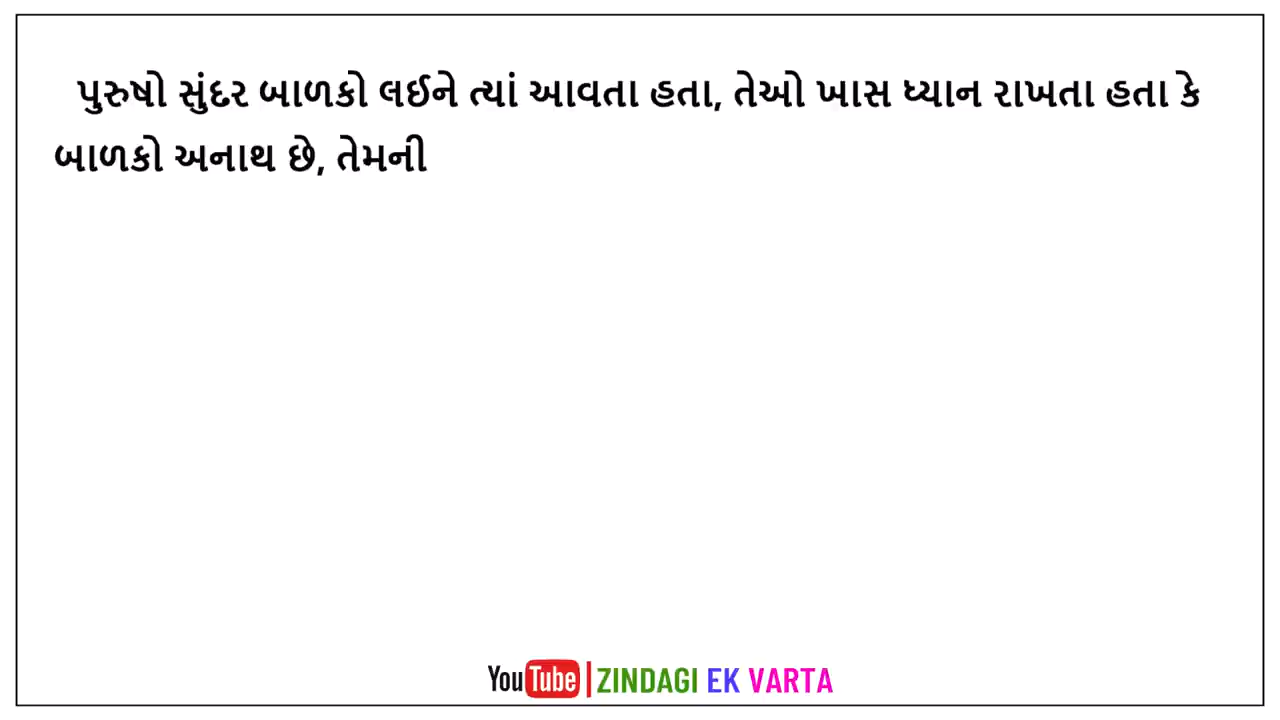 પુરુષો સુંદર બાળકો લઈને ત્યાં આવતા હતા, તેઓ ખાસ ધ્યાન રાખતા હતા કે
બાળકો અનાથ છે, તેમની
YouTube | ZINDAGI EK VARTA